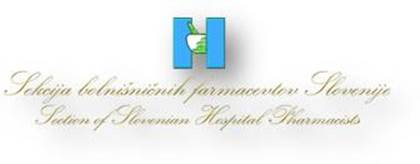 Sekcija bolnišničnih farmacevtov Slovenije
Section of Slovenian Hospital Pharmacists